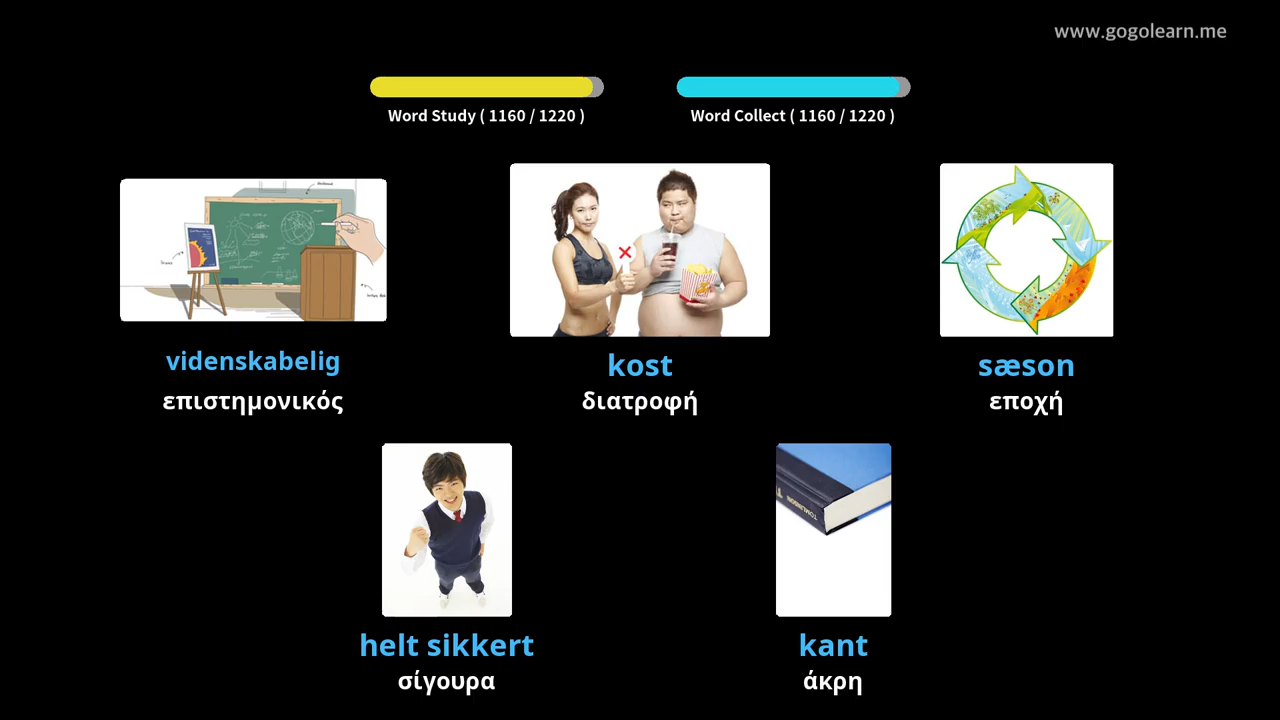 www.gogolearn.me
Word Study ( 1160 / 1220 )
Word Collect ( 1160 / 1220 )
videnskabelig
επιστημονικός
kost
διατροφή
sæson
εποχή
TOMLINSON
helt sikkert
σίγουρα
kant
άκρη